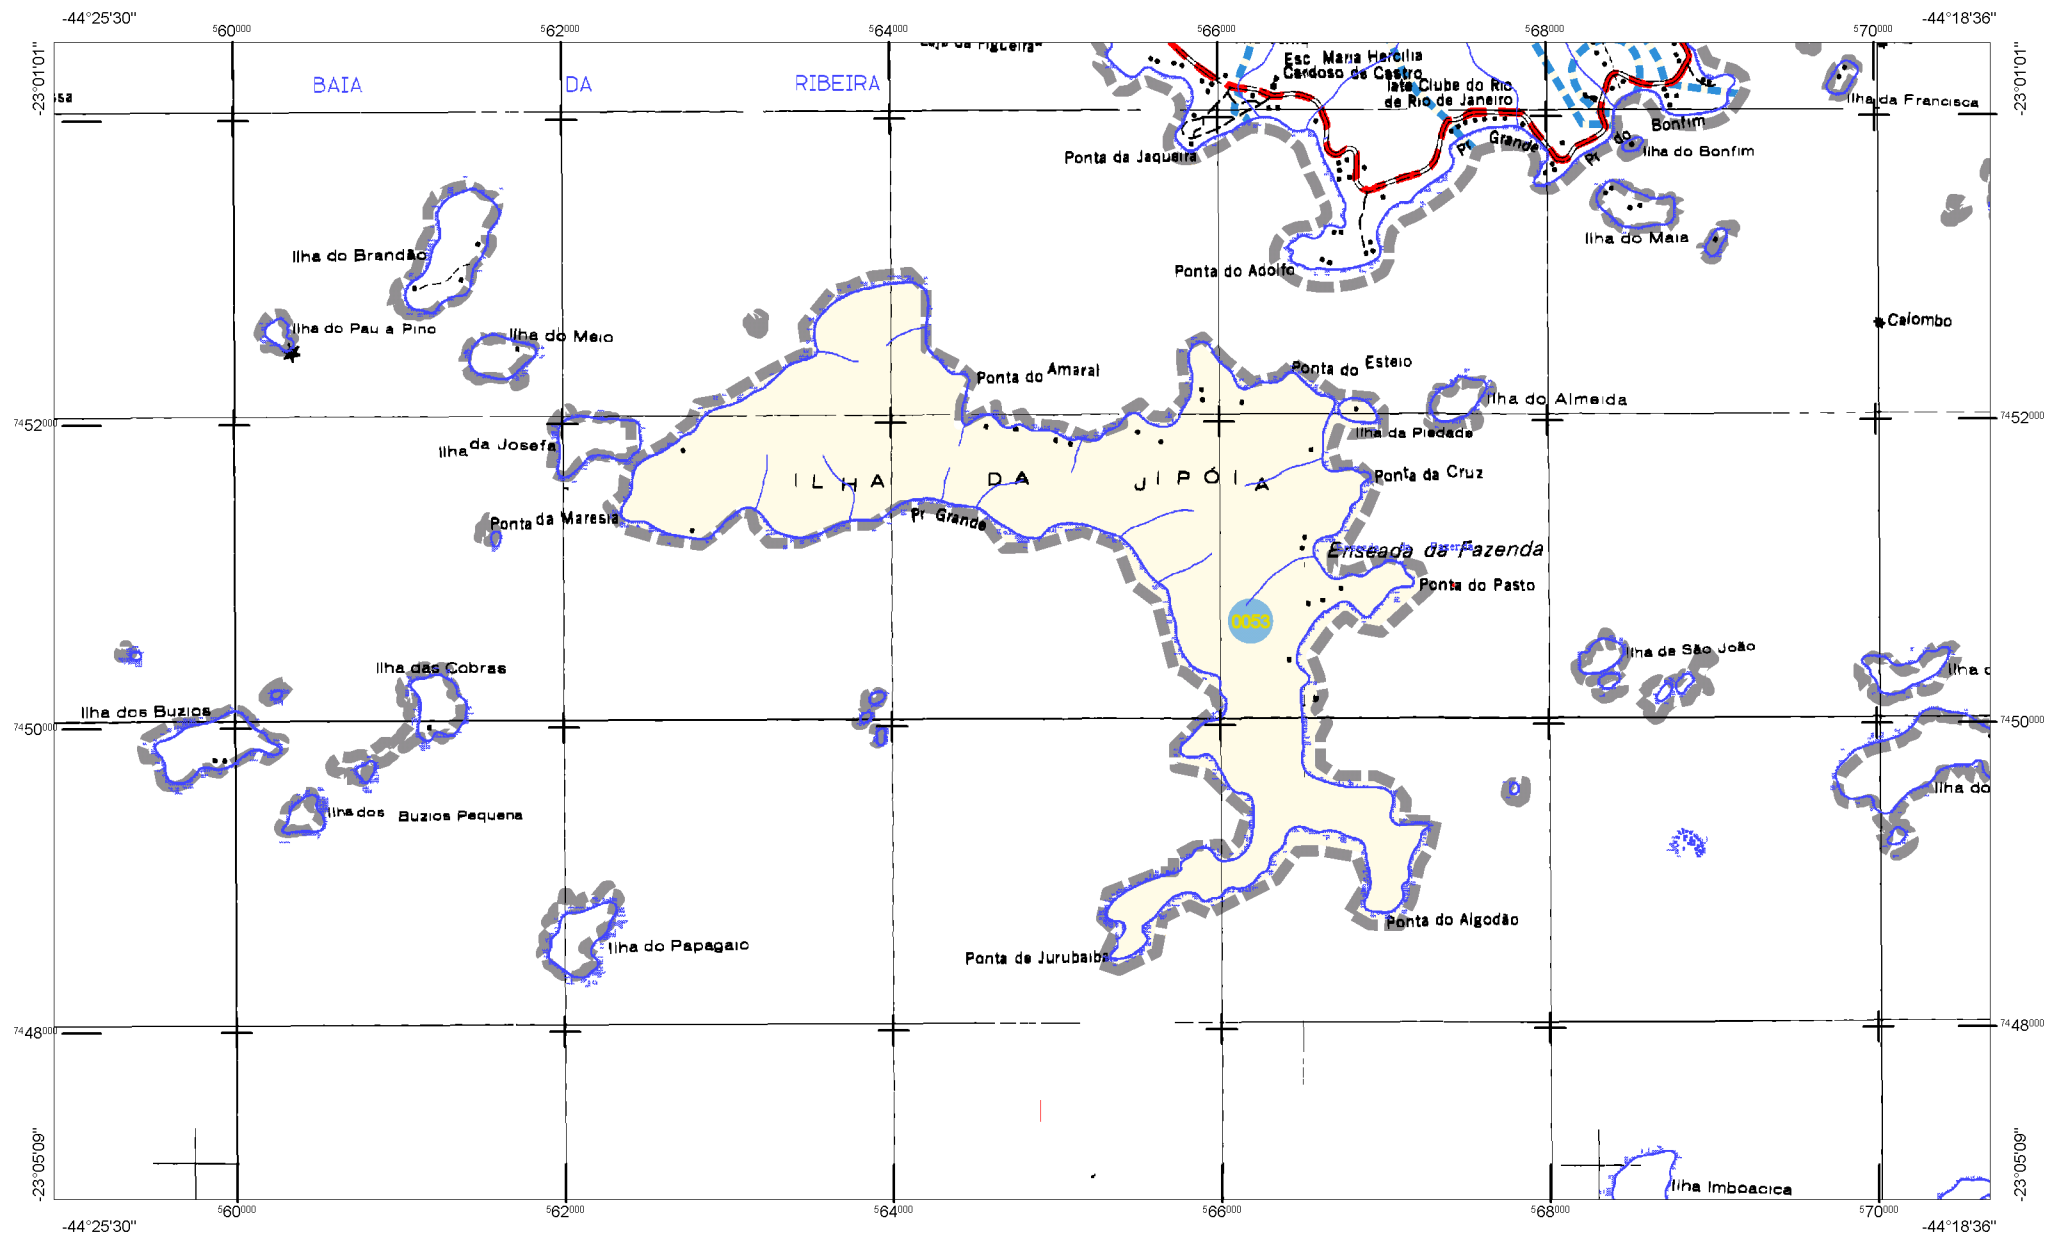 -44°25'30"
560000
562000
564000
566000
568000
570000
-44°18'36"
-23°01'01"
-23°01'01"
BAIA DA RIBEIRA
Esc Maria Hercilia
Cardoso de Castro
Iate Clube do Rio
de Rio de Janeiro
Ilha da Francisca
Ponta da Jaqueira
Pr Grande
Pr do Bonfim
Ilha do Bonfim
Ilha do Brandão
Ponta do Adolfo
Ilha do Maia
Ilha do Pau a Pino
Ilha do Meio
Calombo
Ponta do Amaral
Ponta do Esteio
7452000
Ilha do Almeida
7452000
Ilha da Josefa
Ilha da Piedade
ILHA DA JIPÓIA
Ponta da Cruz
Ponta da Maresia
Pr Grande
Enseada da Fazenda
Ponta do Pasto
0053
Ilha das Cobras
Ilha de São João
Ilha d
Ilha dos Buzios
7450000
7450000
Ilha do
Ilha dos Buzios Pequena
Ponta do Algodão
Ilha do Papagaio
Ponta de Jurubaiba
7448000
7448000
-23°05'09"
-23°05'09"
Ilha Imboacica
-44°25'30"
560000
562000
564000
566000
568000
570000
-44°18'36"